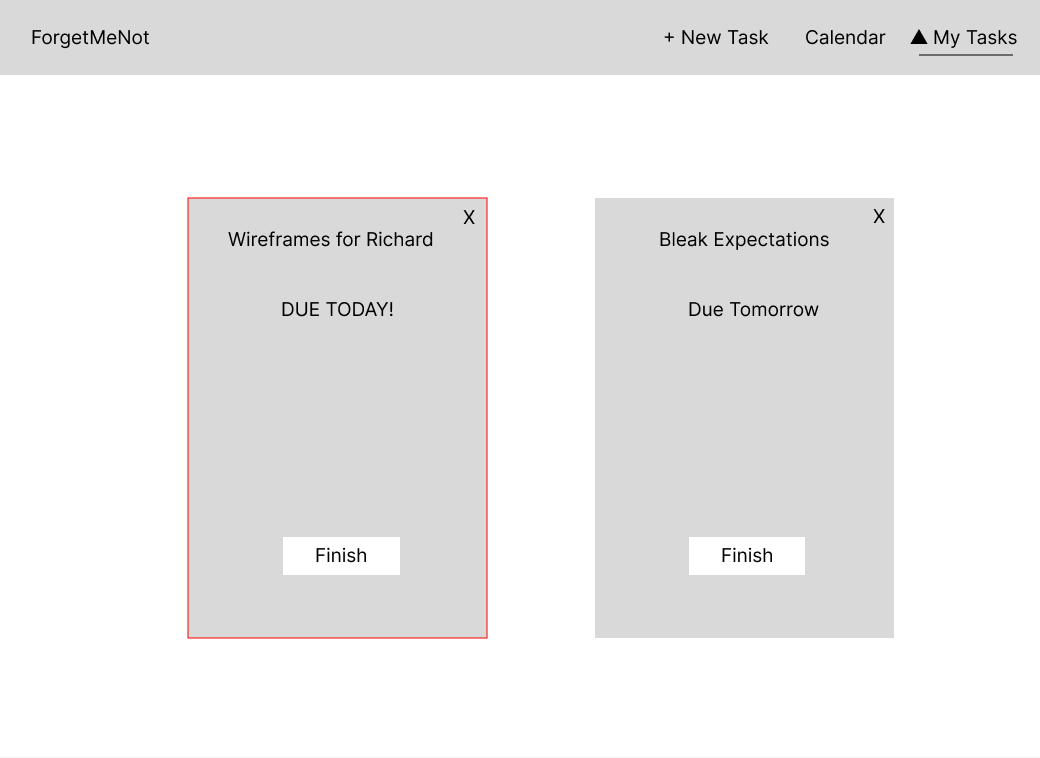 ForgetMeNot
+ New Task
Calendar
▲ My Tasks
X
Wireframes for Richard
DUE TODAY!
Finish
X
Bleak Expectations
Due Tomorrow
Finish